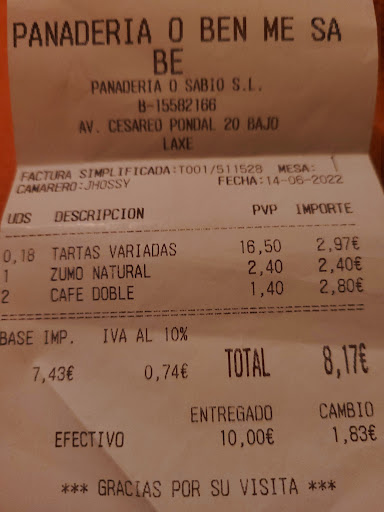 PANADERIA O BEN ME SA
BE
PANADERIA O SABIO S.L.
B-15582166
AV. CESAREO PONDAL 20 BAJO
LAXE
FACTURA SIMPLIFICADA:T001/511528 MESA: 1
CAMARERO:JHOSSY FECHA:14-06-2022
UDS DESCRIPCION PVP IMPORTE
0,18 TARTAS VARIADAS 16,50 2,97€
1 ZUMO NATURAL 2,40 2,40€
2 CAFE DOBLE 1,40 2,80€
BASE IMP. IVA AL 10%
7,43€ 0,74€ TOTAL 8,17€
ENTREGADO CAMBIO
EFECTIVO 10,00€ 1,83€
*** GRACIAS POR SU VISITA ***